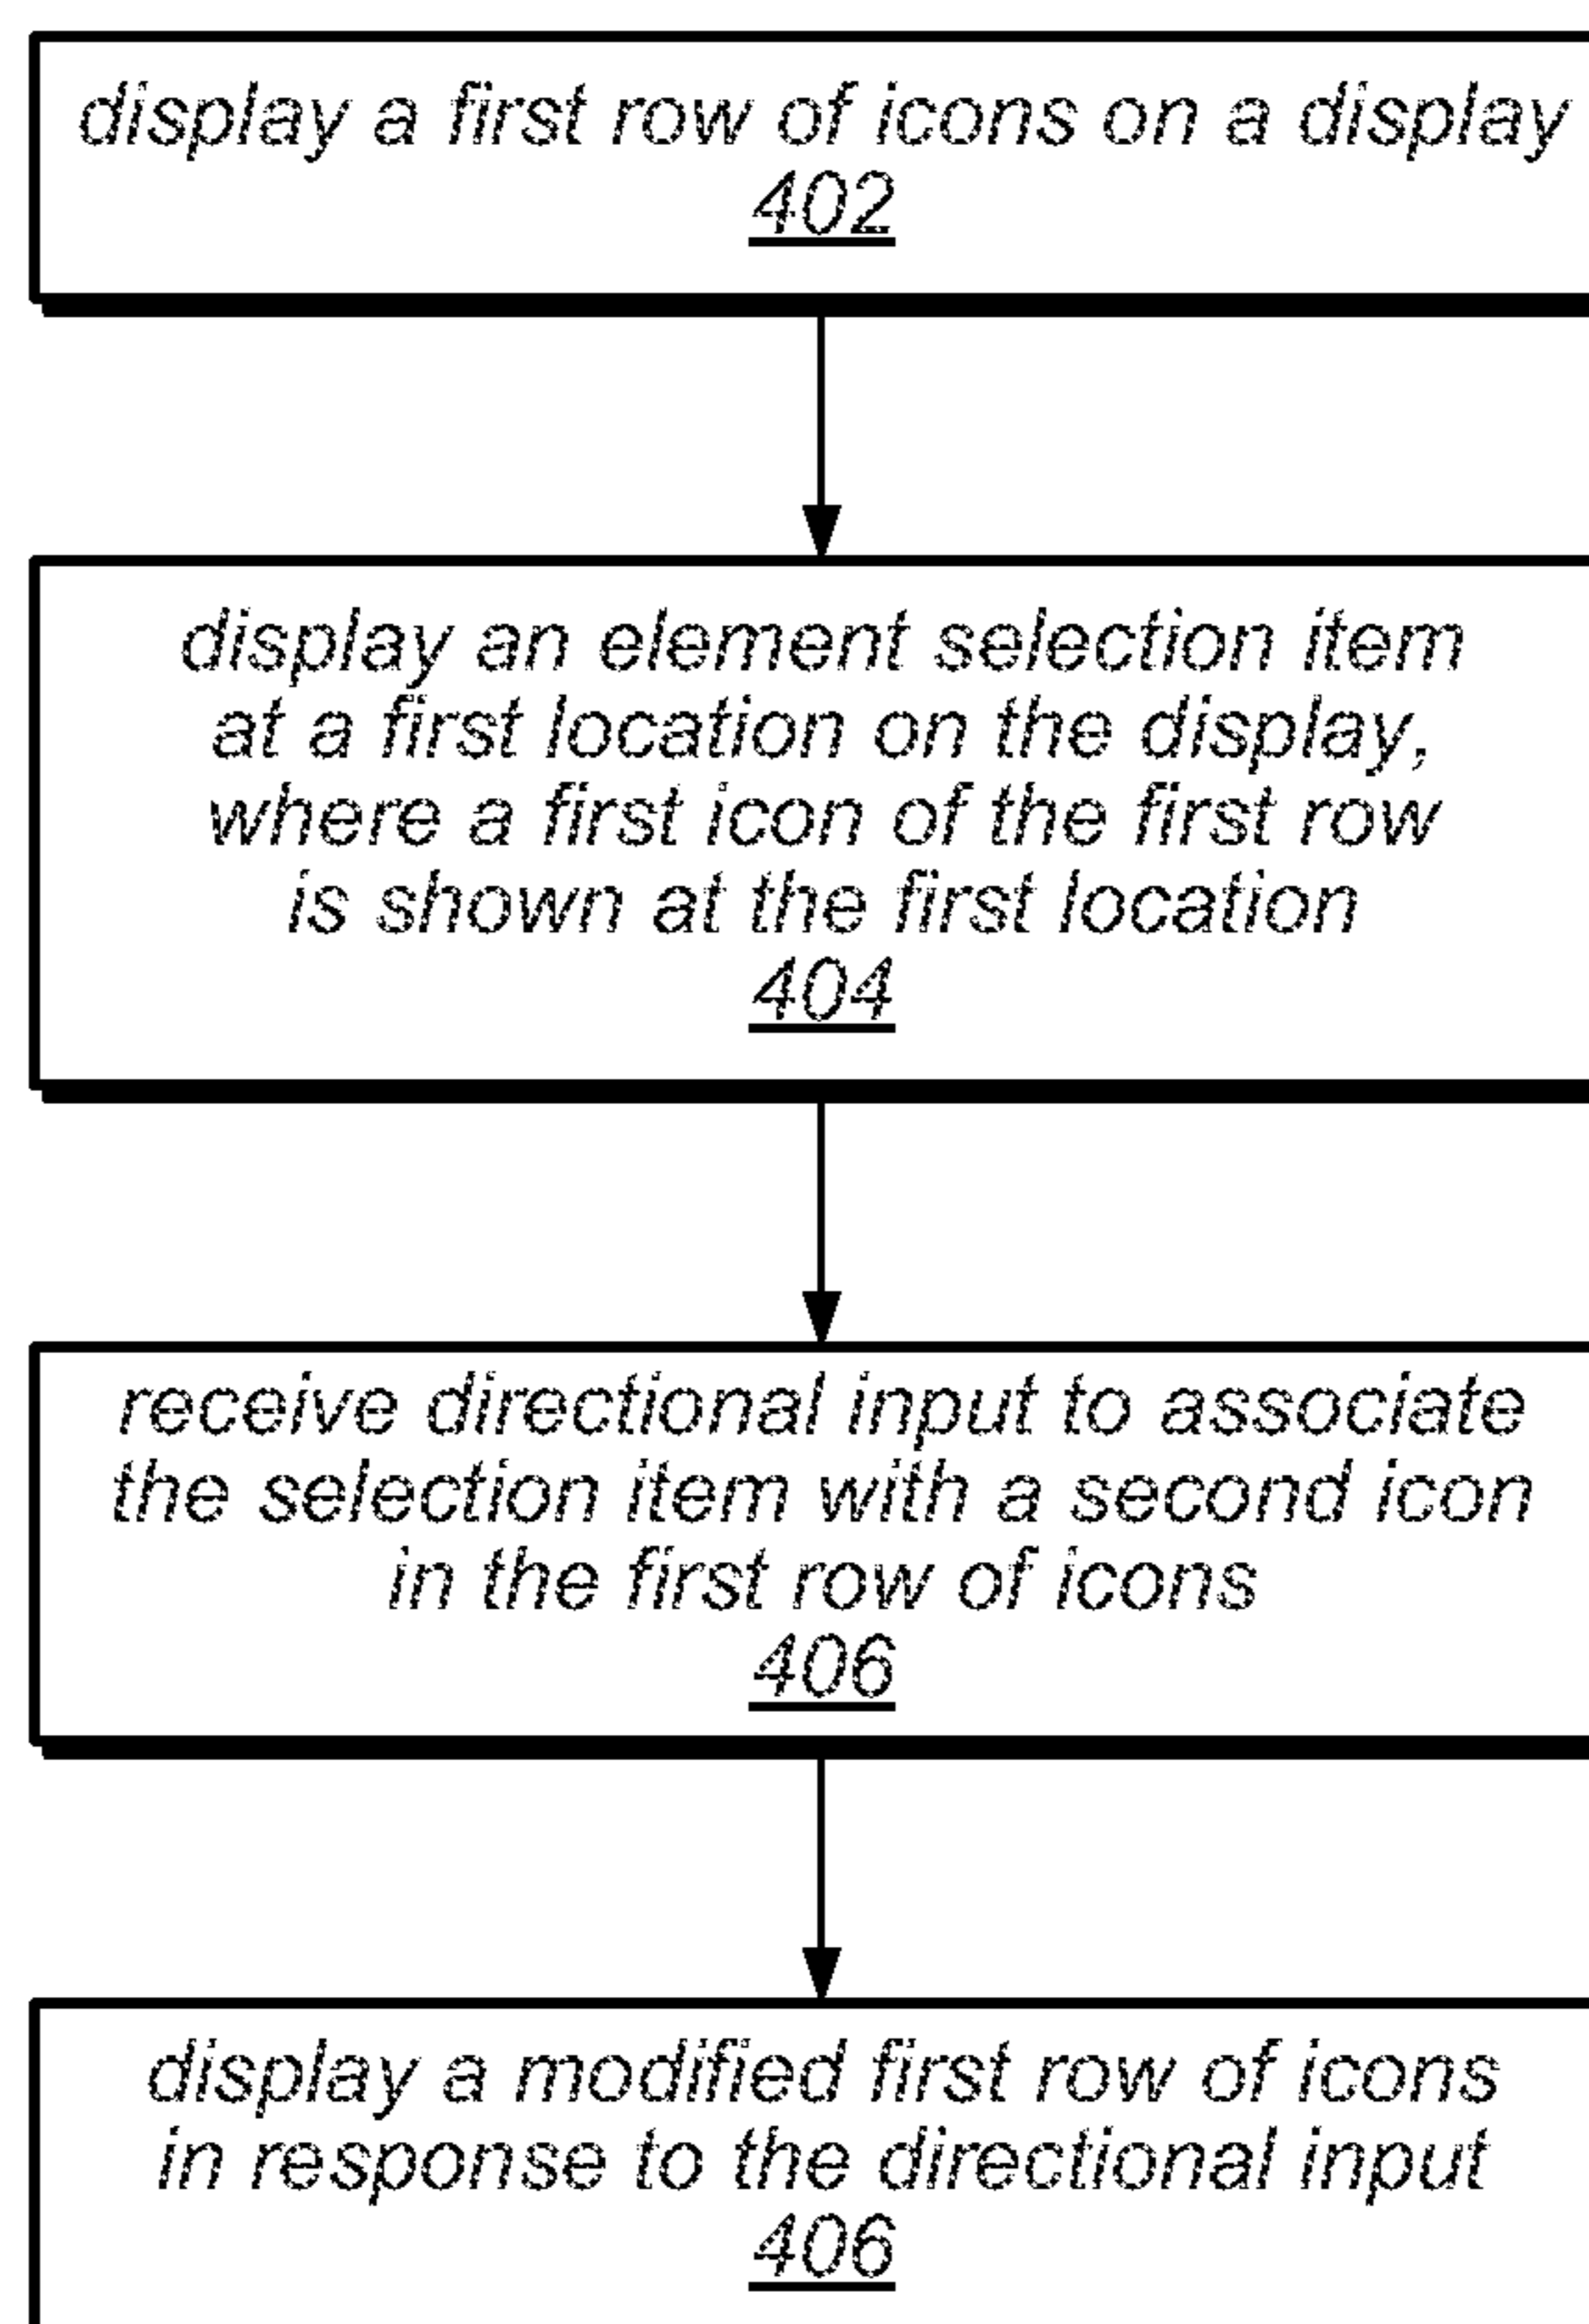 display a first row of icons on a display
402
display an element selection item
at a first location on the display,
where a first icon of the first row
is shown at the first location
404
receive directional input to associate
the selection item with a second icon
in the first row of icons
406
display a modified first row of icons
in response to the directional input
406